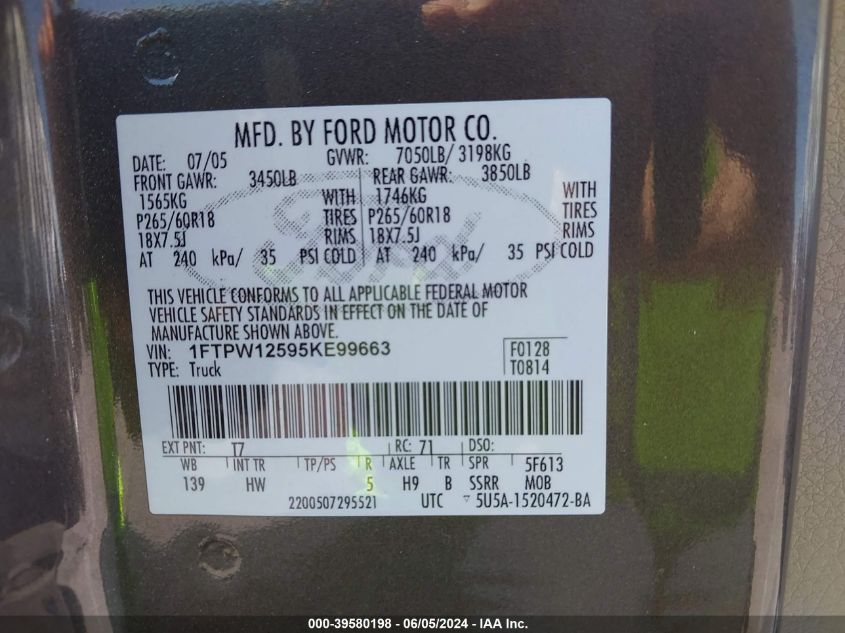 MFD. BY FORD MOTOR CO.
DATE: 07/05 GVWR: 7050LB/ 3198KG
FRONT GAWR: 3450LB REAR GAWR: 3850LB
1565KG WITH 1746KG WITH
P265/60R18 TIRES P265/60R18 TIRES
18X7.5J RIMS 18X7.5J RIMS
AT 240 kPa/ 35 PSI COLD AT 240 kPa/ 35 PSI COLD
Ford
THIS VEHICLE CONFORMS TO ALL APPLICABLE FEDERAL MOTOR
VEHICLE SAFETY STANDARDS IN EFFECT ON THE DATE OF
MANUFACTURE SHOWN ABOVE.
VIN: 1FTPW12595KE99663 F0128
TYPE: Truck T0814
EXT PNT: T7 RC: 71 DSO:
WB INT TR TP/PS R AXLE TR SPR 5F613
139 HW 5 H9 B SSRR MOB
2200507295521 UTC 5U5A-1520472-BA
000-39580198 - 06/05/2024 - IAA Inc.